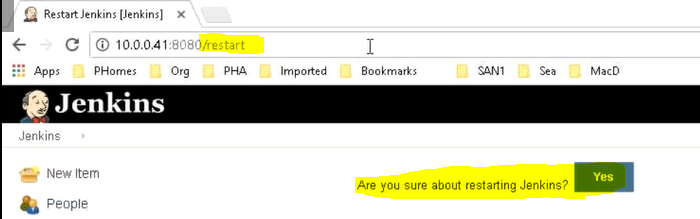 Restart Jenkins [Jenkins]
10.0.0.41:8080/restart
Apps PHomes Org PHA Imported Bookmarks SAN1 Sea MacD
Jenkins
Jenkins
New Item
Are you sure about restarting Jenkins? Yes
People